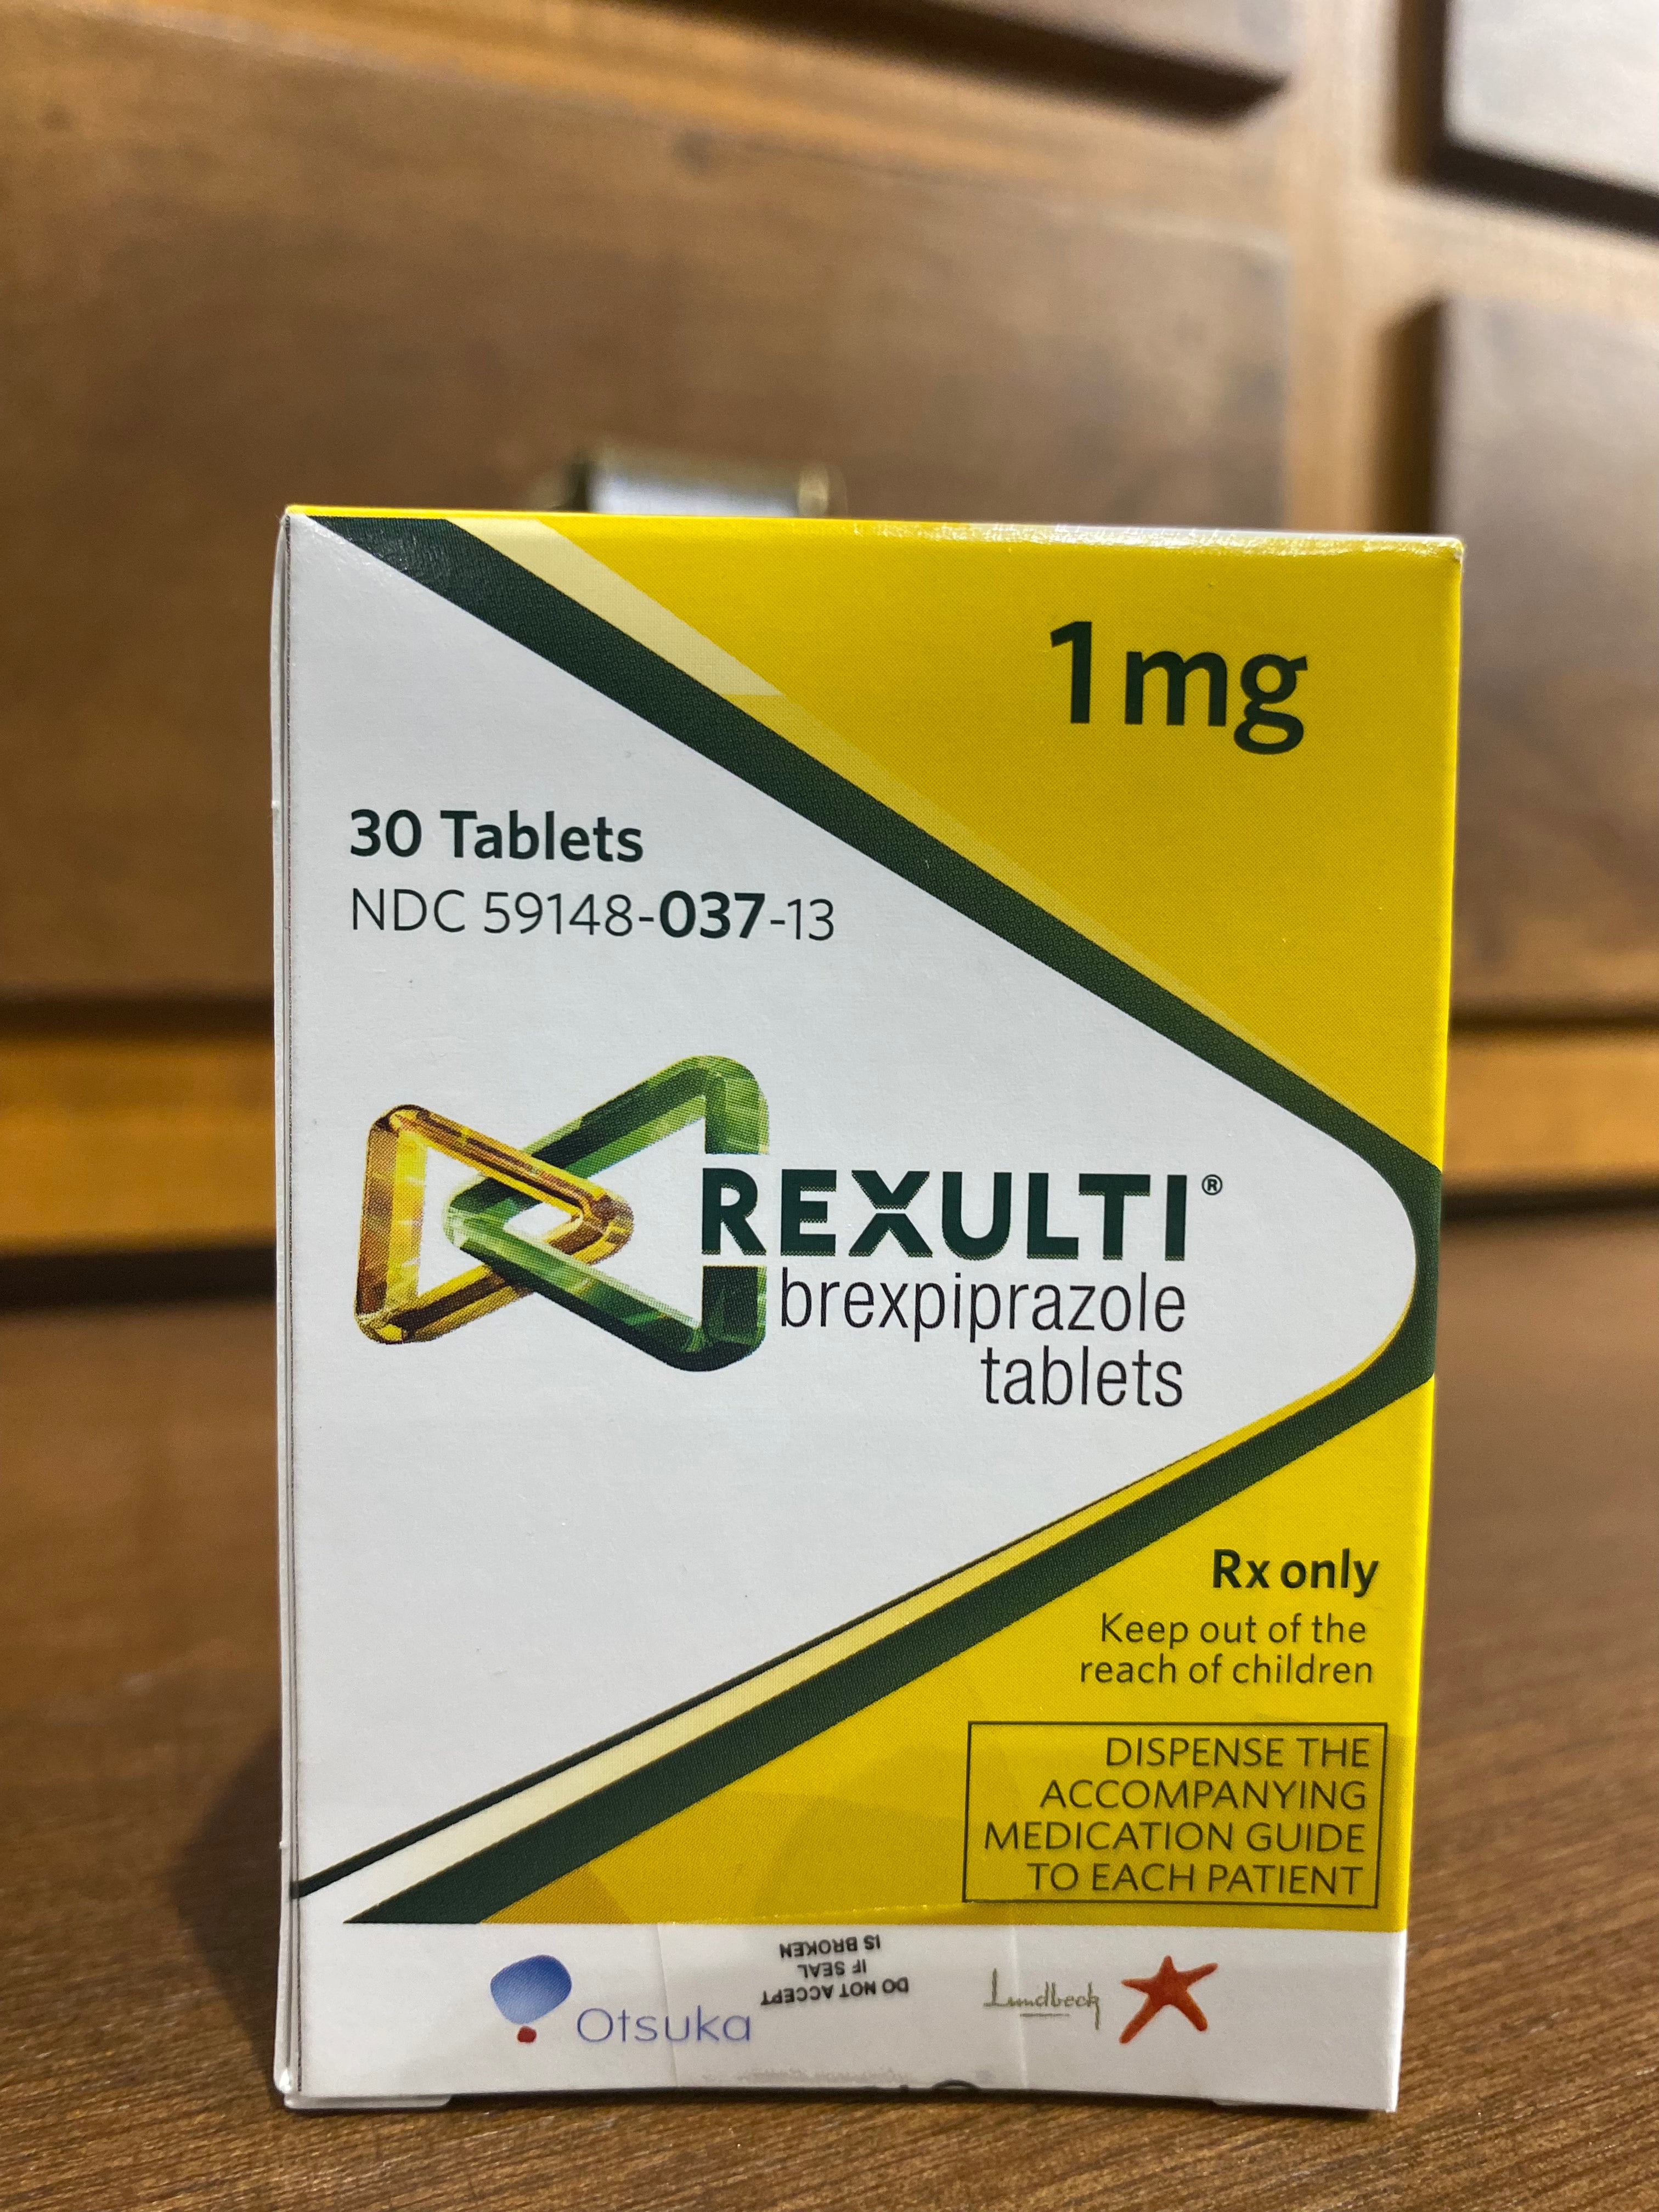 1mg
30 Tablets
NDC 59148-037-13
REXULTI®
brexpiprazole
tablets
Rx only
Keep out of the
reach of children
DISPENSE THE
ACCOMPANYING
MEDICATION GUIDE
TO EACH PATIENT
Otsuka
DO NOT ACCEPT
IF SEAL
IS BROKEN
Lundbeck